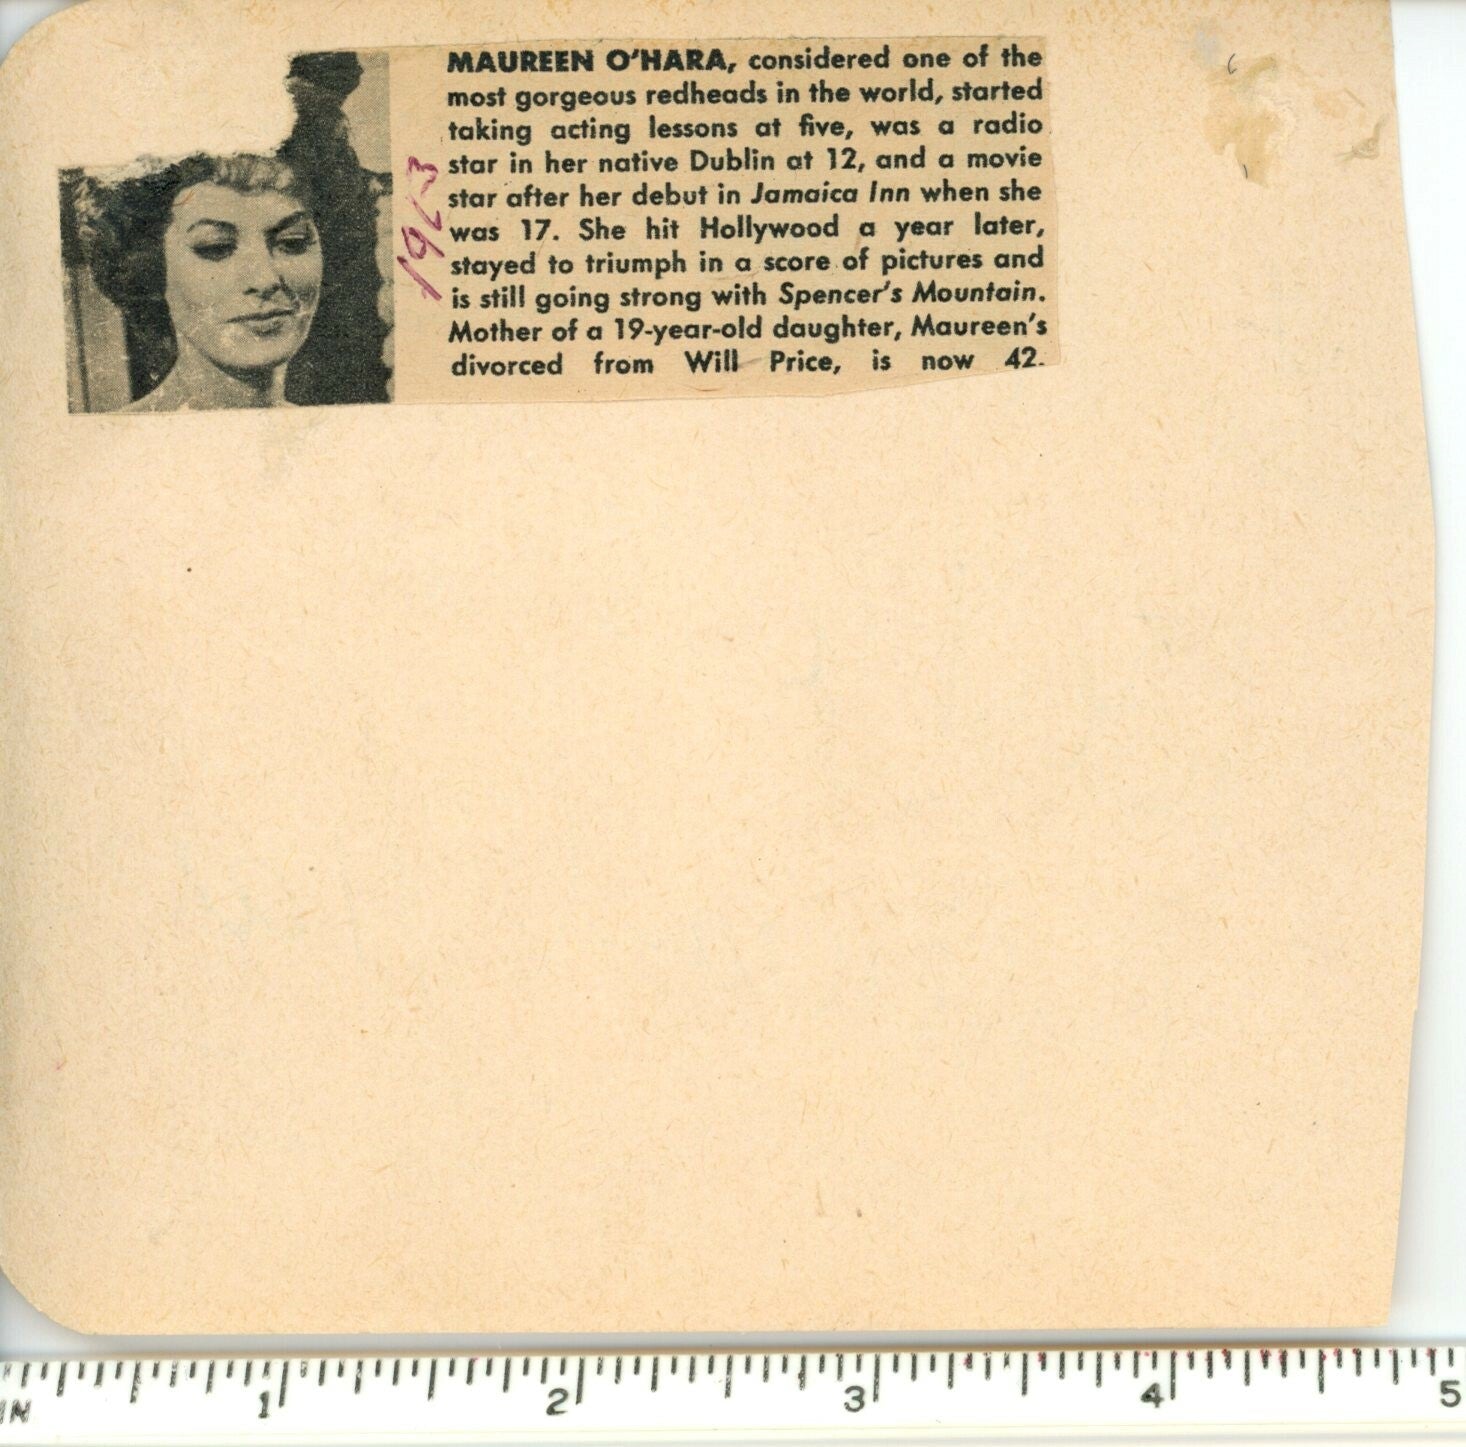 MAUREEN O'HARA, considered one of the
most gorgeous redheads in the world, started
taking acting lessons at five, was a radio
star in her native Dublin at 12, and a movie
star after her debut in Jamaica Inn when she
was 17. She hit Hollywood a year later,
stayed to triumph in a score of pictures and
is still going strong with Spencer's Mountain.
Mother of a 19-year-old daughter, Maureen's
divorced from Will Price, is now 42.
1963
IN 1 2 3 4 5